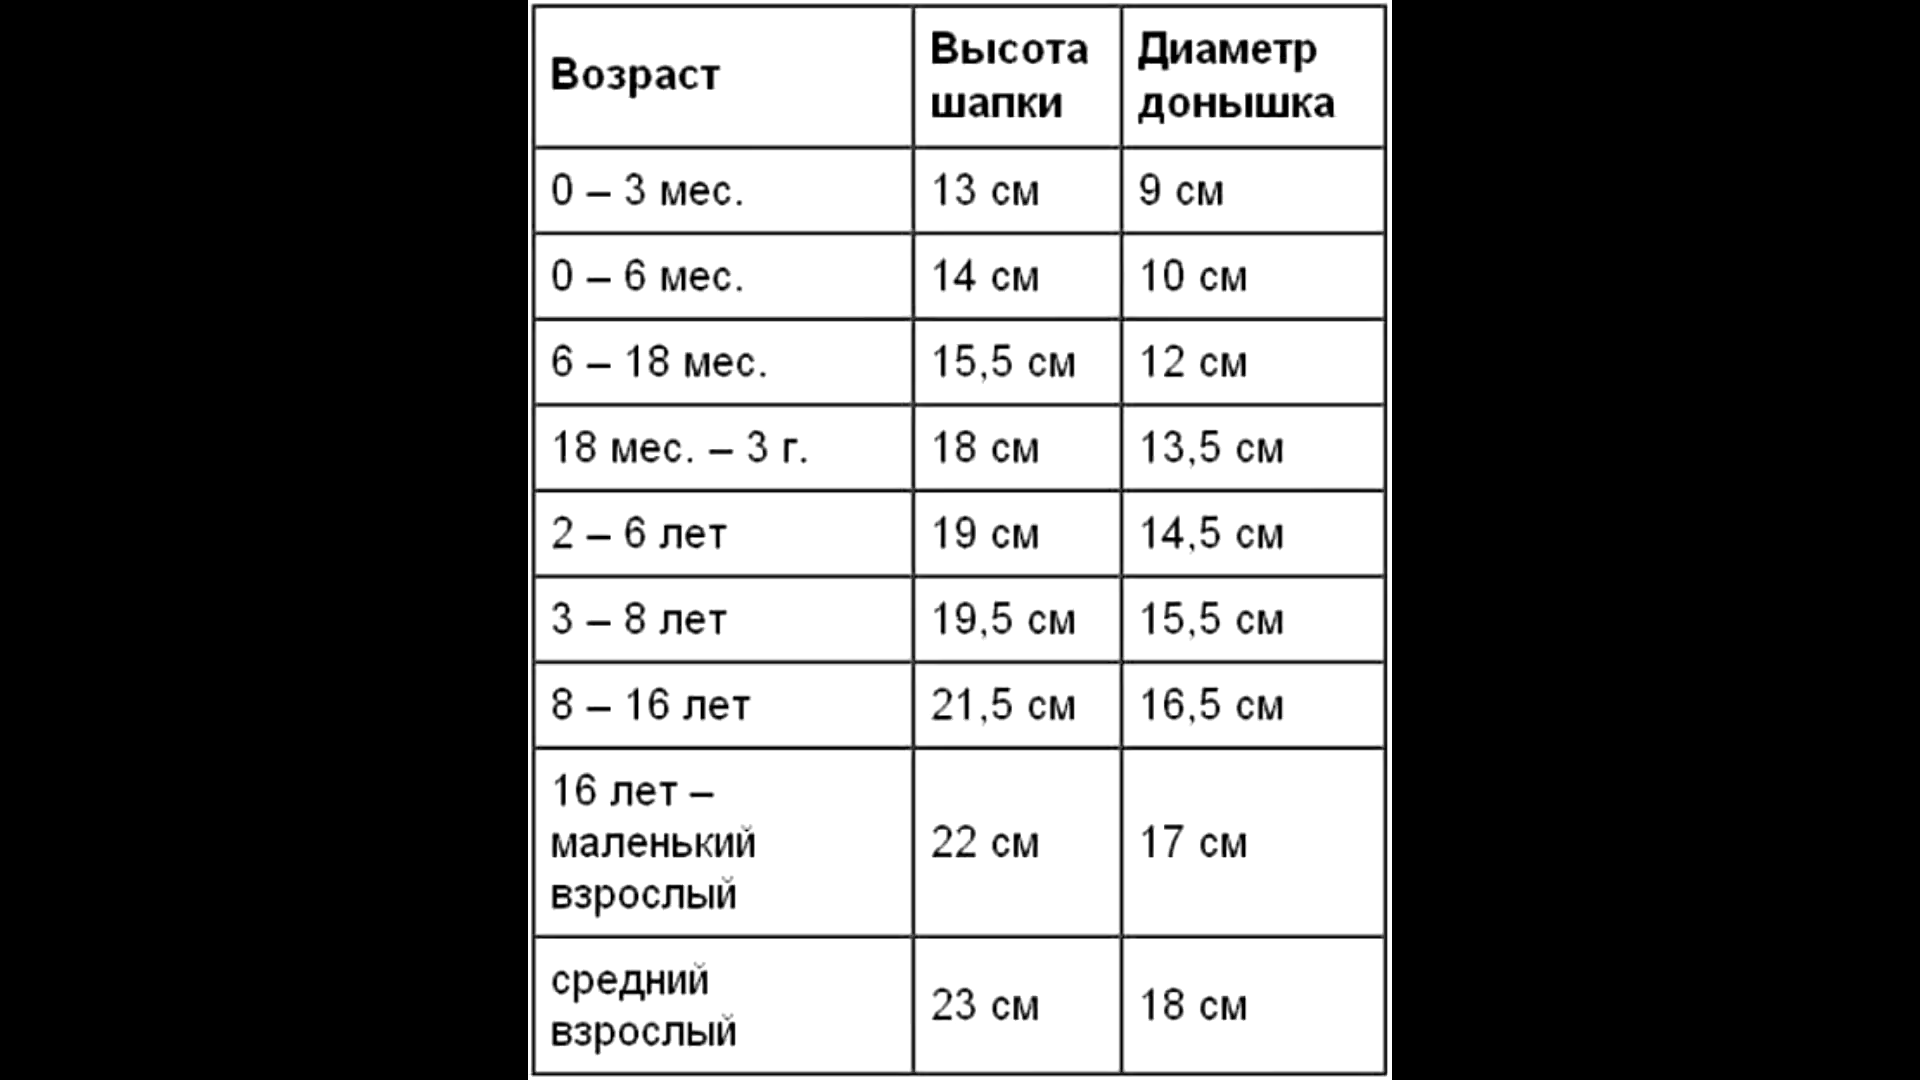 Возраст
Высота
шапки
Диаметр
донышка
0 – 3 мес.
13 см
9 см
0 – 6 мес.
14 см
10 см
6 – 18 мес.
15,5 см
12 см
18 мес. – 3 г.
18 см
13,5 см
2 – 6 лет
19 см
14,5 см
3 – 8 лет
19,5 см
15,5 см
8 – 16 лет
21,5 см
16,5 см
16 лет –
маленький
взрослый
22 см
17 см
средний
взрослый
23 см
18 см